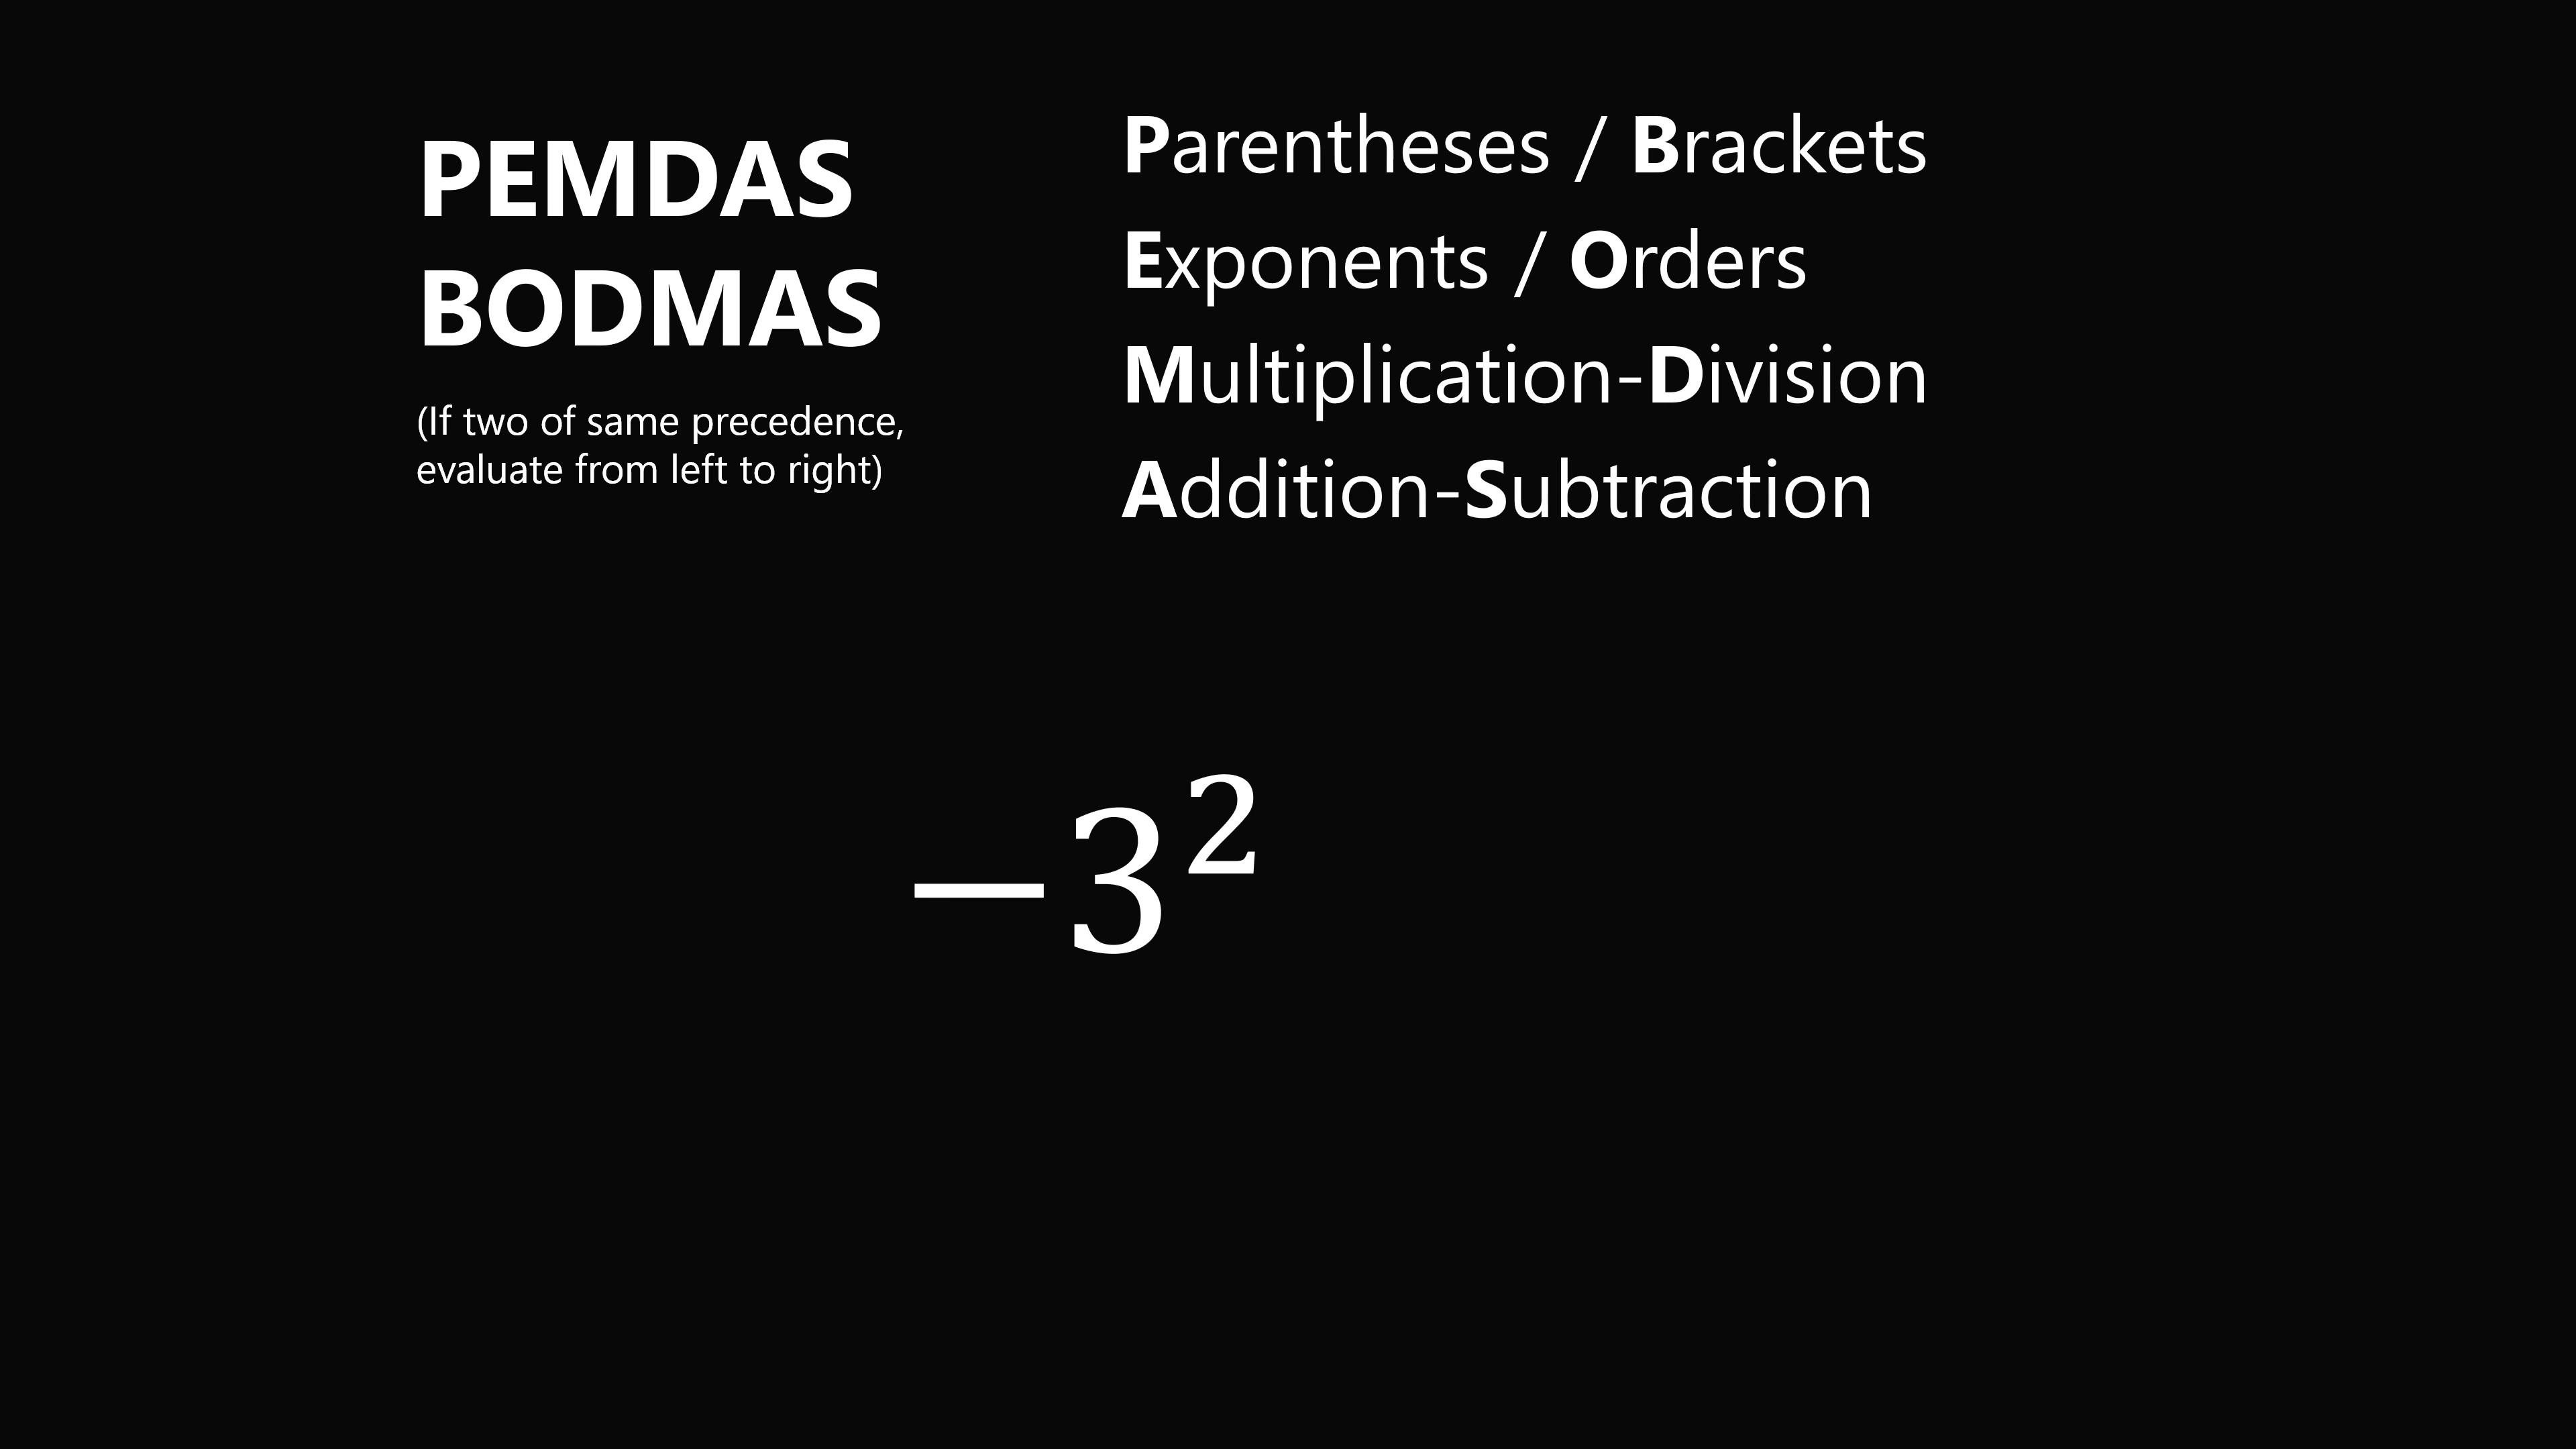 PEMDAS
BODMAS
(If two of same precedence,
evaluate from left to right)
Parentheses / Brackets
Exponents / Orders
Multiplication-Division
Addition-Subtraction
−3²